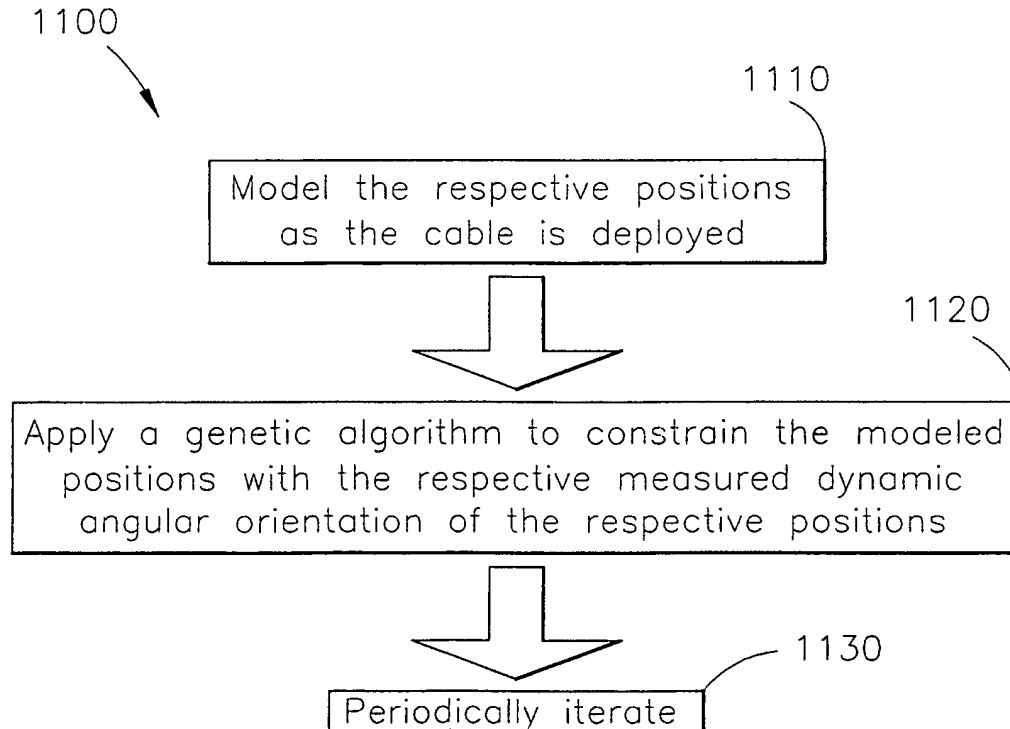 1100
1110
Model the respective positions
as the cable is deployed
1120
Apply a genetic algorithm to constrain the modeled
positions with the respective measured dynamic
angular orientation of the respective positions
1130
Periodically iterate